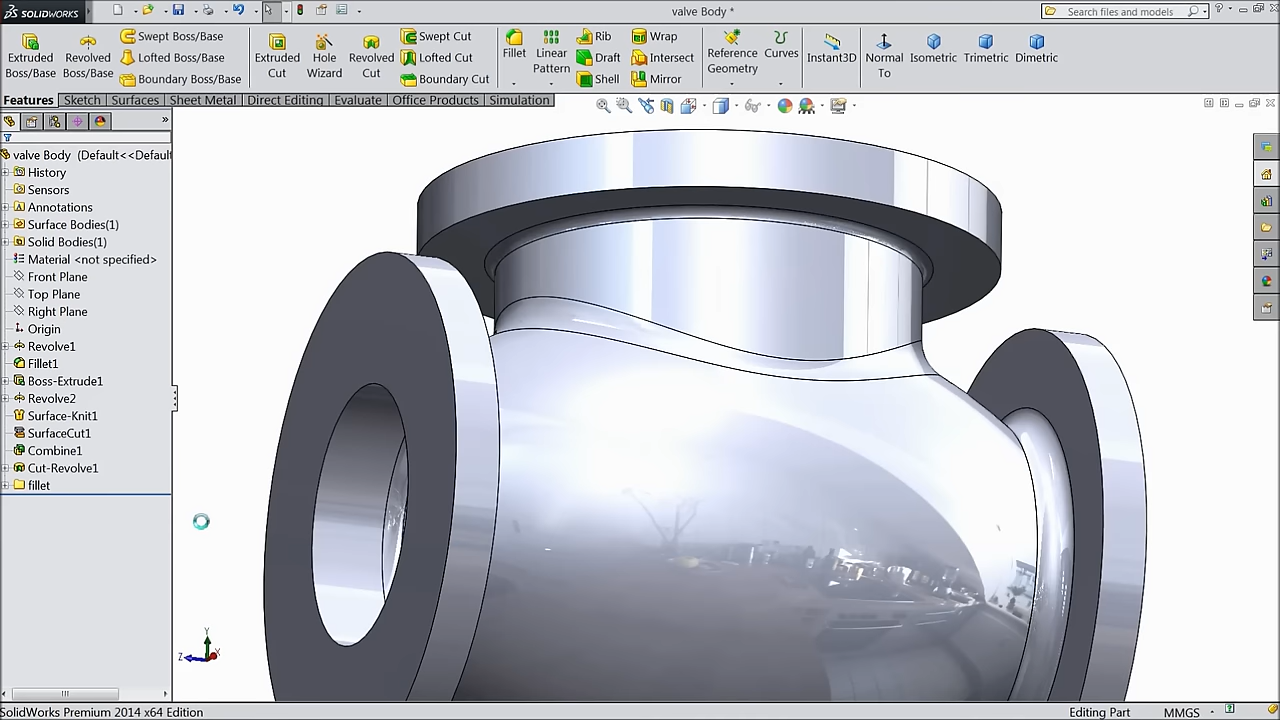 SOLIDWORKS
valve Body *
Search files and models
Extruded Boss/Base
Revolved Boss/Base
Swept Boss/Base
Lofted Boss/Base
Boundary Boss/Base
Extruded Cut
Hole Wizard
Revolved Cut
Swept Cut
Lofted Cut
Boundary Cut
Fillet
Linear Pattern
Rib
Draft
Shell
Wrap
Intersect
Mirror
Reference Geometry
Curves
Instant3D
Normal To
Isometric
Trimetric
Dimetric
Features
Sketch
Surfaces
Sheet Metal
Direct Editing
Evaluate
Office Products
Simulation
valve Body (Default<<Default
History
Sensors
Annotations
Surface Bodies(1)
Solid Bodies(1)
Material <not specified>
Front Plane
Top Plane
Right Plane
Origin
Revolve1
Fillet1
Boss-Extrude1
Revolve2
Surface-Knit1
SurfaceCut1
Combine1
Cut-Revolve1
fillet
Y
Z
X
SolidWorks Premium 2014 x64 Edition
Editing Part
MMGS